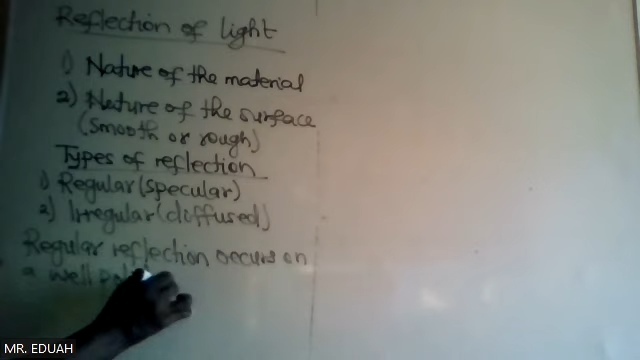 Reflection of light
1) Nature of the material
2) Nature of the surface
(smooth or rough)
Types of reflection
1) Regular (specular)
2) Irregular (diffused)
Regular reflection occurs on
a well
MR. EDUAH